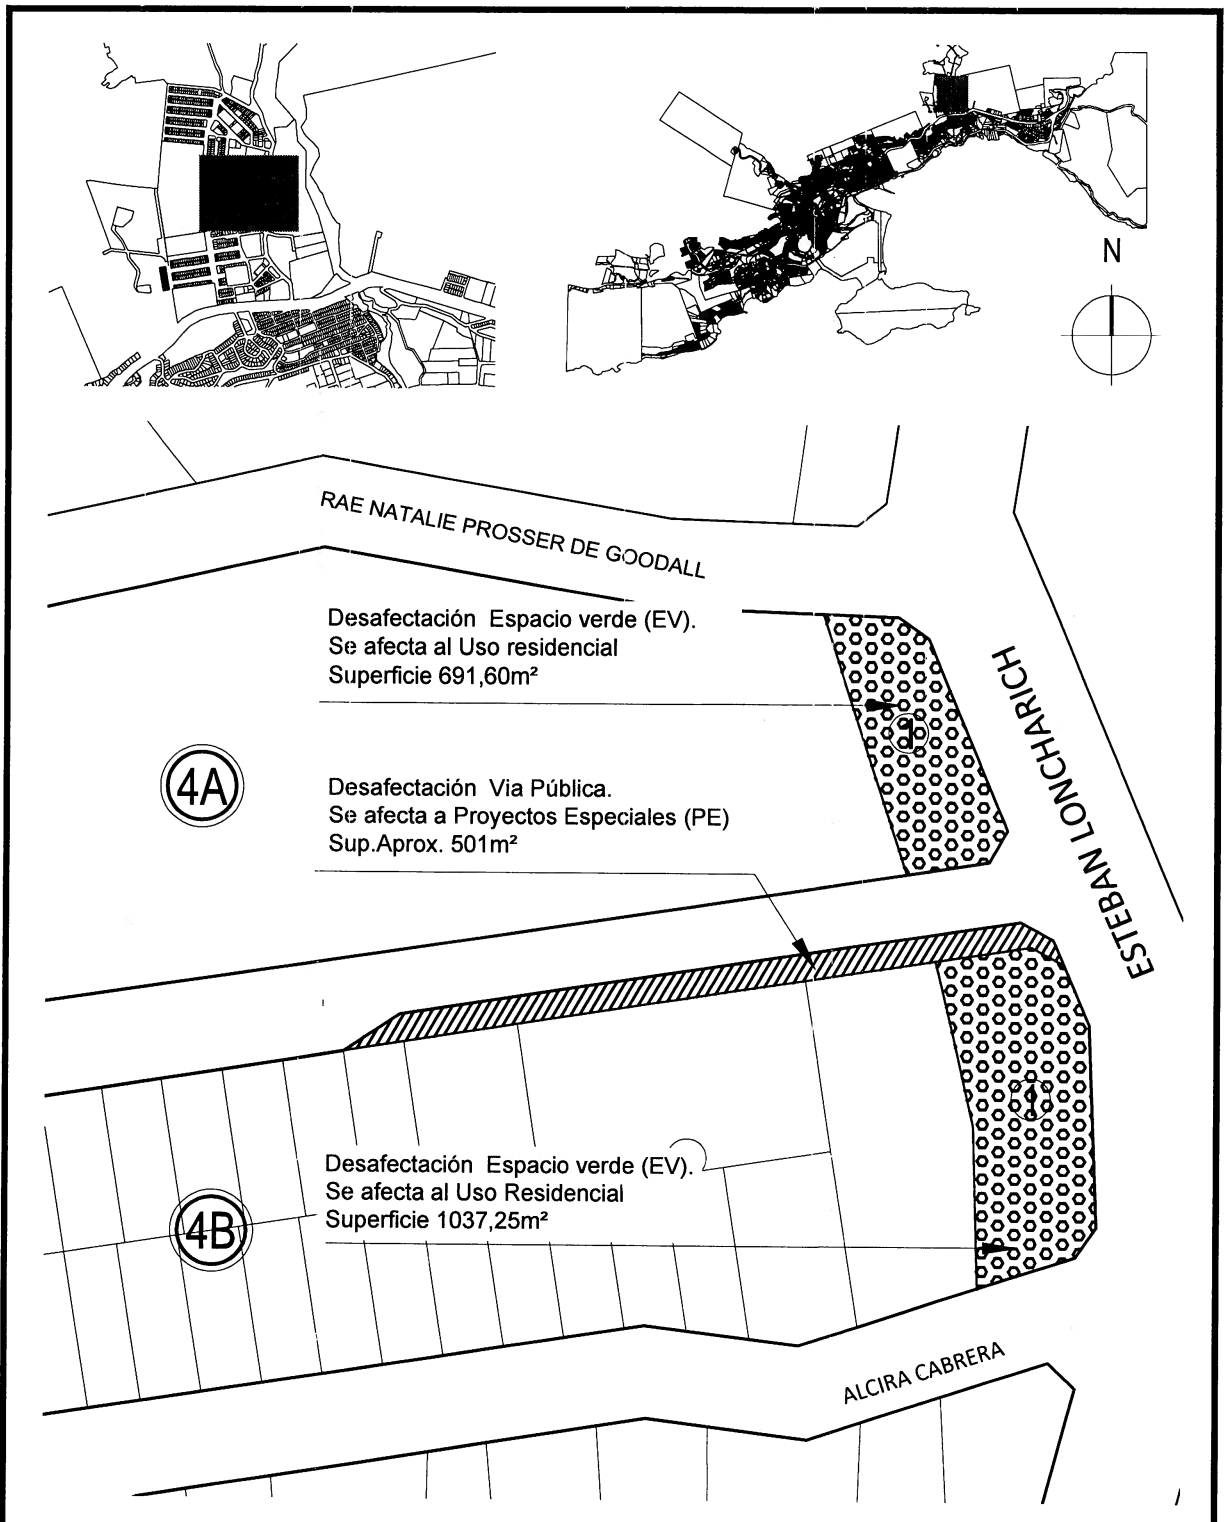 N
RAE NATALIE PROSSER DE GOODALL
Desafectación Espacio verde (EV).
Se afecta al Uso residencial
Superficie 691,60m²
1
ESTEBAN LONCHARICH
4A
Desafectación Via Pública.
Se afecta a Proyectos Especiales (PE)
Sup.Aprox. 501m²
1
Desafectación Espacio verde (EV).
Se afecta al Uso Residencial
Superficie 1037,25m²
4B
ALCIRA CABRERA